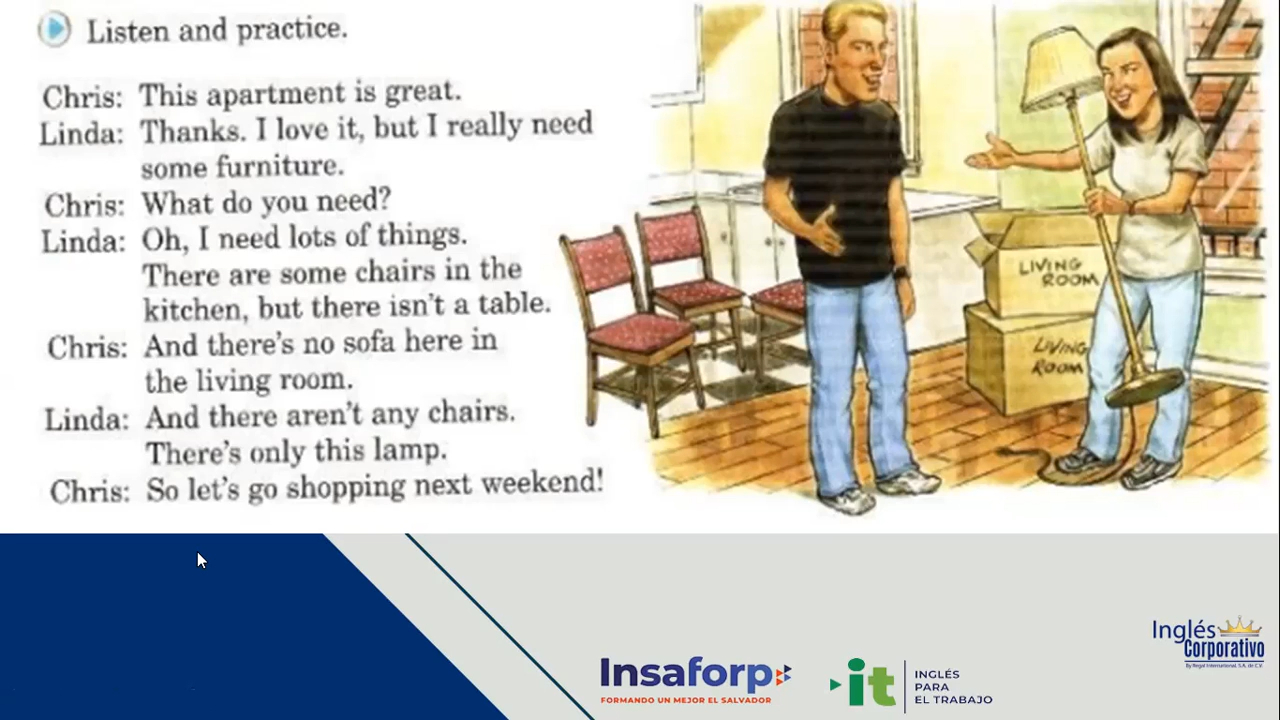 Listen and practice.
Chris: This apartment is great.
Linda: Thanks. I love it, but I really need
some furniture.
Chris: What do you need?
Linda: Oh, I need lots of things.
There are some chairs in the
kitchen, but there isn't a table.
Chris: And there's no sofa here in
the living room.
Linda: And there aren't any chairs.
There's only this lamp.
Chris: So let's go shopping next weekend!
LIVING
ROOM
LIVING
ROOM
Insaforp
FORMANDO UN MEJOR EL SALVADOR
it
INGLÉS
PARA
EL TRABAJO
Inglés
Corporativo
By Regal International, S.A. de C.V.